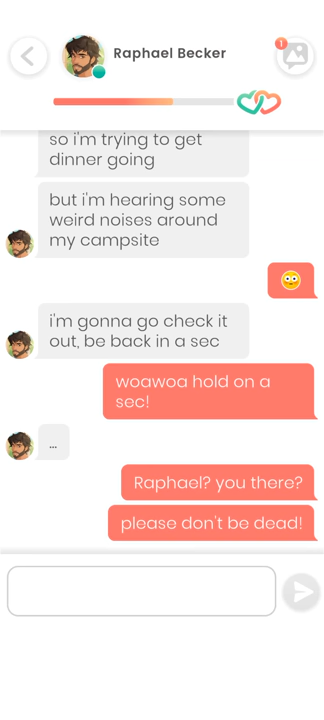 Raphael Becker
1
so i'm trying to get
dinner going
but i'm hearing some
weird noises around
my campsite
i'm gonna go check it
out, be back in a sec
woawoa hold on a
sec!
...
Raphael? you there?
please don't be dead!